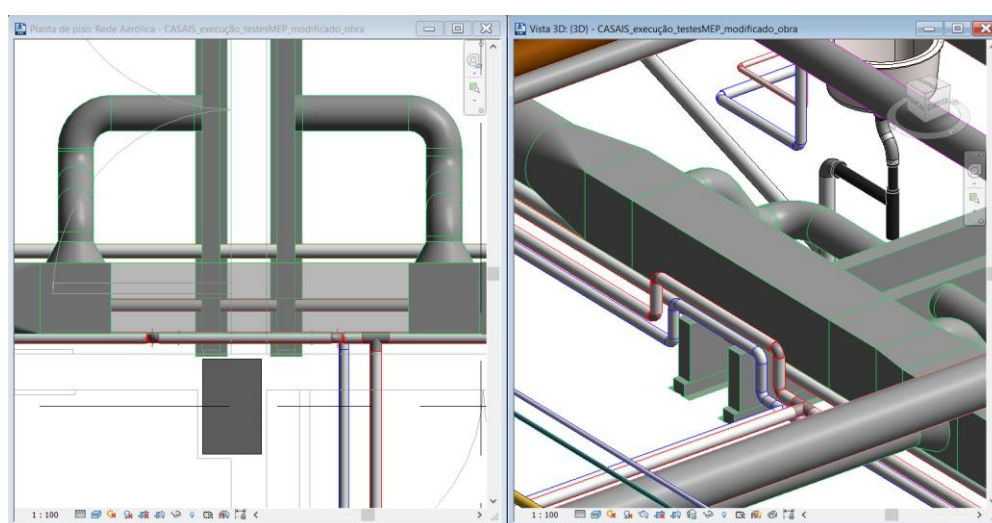 Planta de piso: Rede Aerólica - CASAIS_execução_testesMEP_modificado_obra
Vista 3D: {3D} - CASAIS_execução_testesMEP_modificado_obra
1 : 100
1 : 100